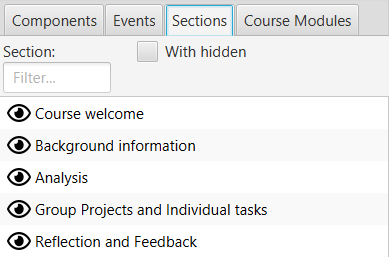 Components Events Sections Course Modules
Section: With hidden
Filter...
Course welcome
Background information
Analysis
Group Projects and Individual tasks
Reflection and Feedback